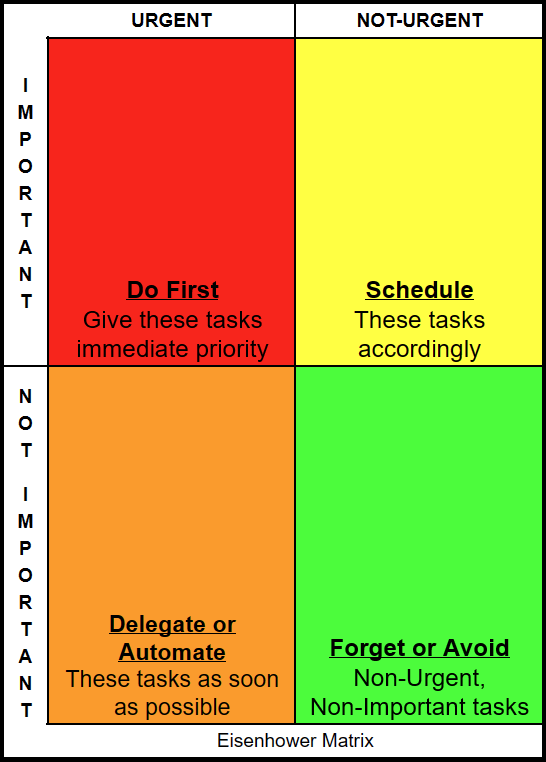 URGENT
NOT-URGENT
IMPORTANT
Do First
Give these tasks
immediate priority
Schedule
These tasks
accordingly
NOT IMPORTANT
Delegate or
Automate
These tasks as soon
as possible
Forget or Avoid
Non-Urgent,
Non-Important tasks
Eisenhower Matrix